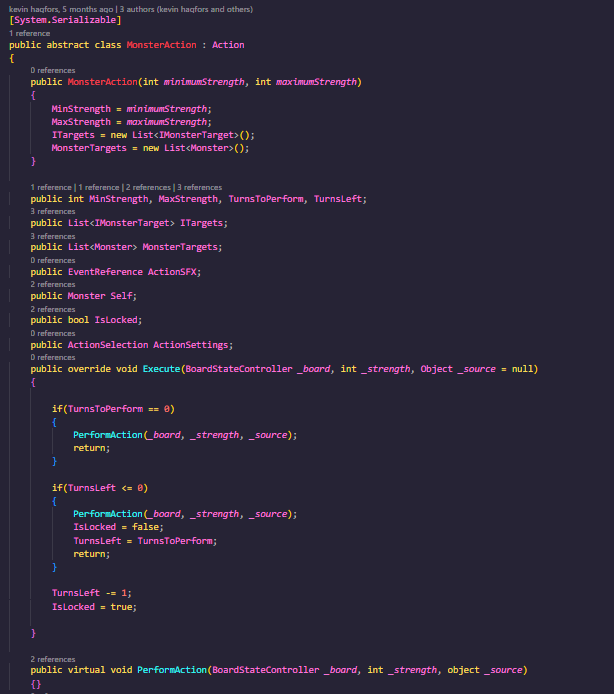 kevin hagfors, 5 months ago | 3 authors (kevin hagfors and others)
[System.Serializable]
1 reference
public abstract class MonsterAction : Action
{
0 references
public MonsterAction(int minimumStrength, int maximumStrength)
{
MinStrength = minimumStrength;
MaxStrength = maximumStrength;
ITargets = new List<IMonsterTarget>();
MonsterTargets = new List<Monster>();
}
1 reference | 1 reference | 2 references | 3 references
public int MinStrength, MaxStrength, TurnsToPerform, TurnsLeft;
3 references
public List<IMonsterTarget> ITargets;
3 references
public List<Monster> MonsterTargets;
0 references
public EventReference ActionSFX;
2 references
public Monster Self;
2 references
public bool IsLocked;
0 references
public ActionSelection ActionSettings;
0 references
public override void Execute(BoardStateController _board, int _strength, Object _source = null)
{
if(TurnsToPerform == 0)
{
PerformAction(_board, _strength, _source);
return;
}
if(TurnsLeft <= 0)
{
PerformAction(_board, _strength, _source);
IsLocked = false;
TurnsLeft = TurnsToPerform;
return;
}
TurnsLeft -= 1;
IsLocked = true;
}
2 references
public virtual void PerformAction(BoardStateController _board, int _strength, object _source)
{}